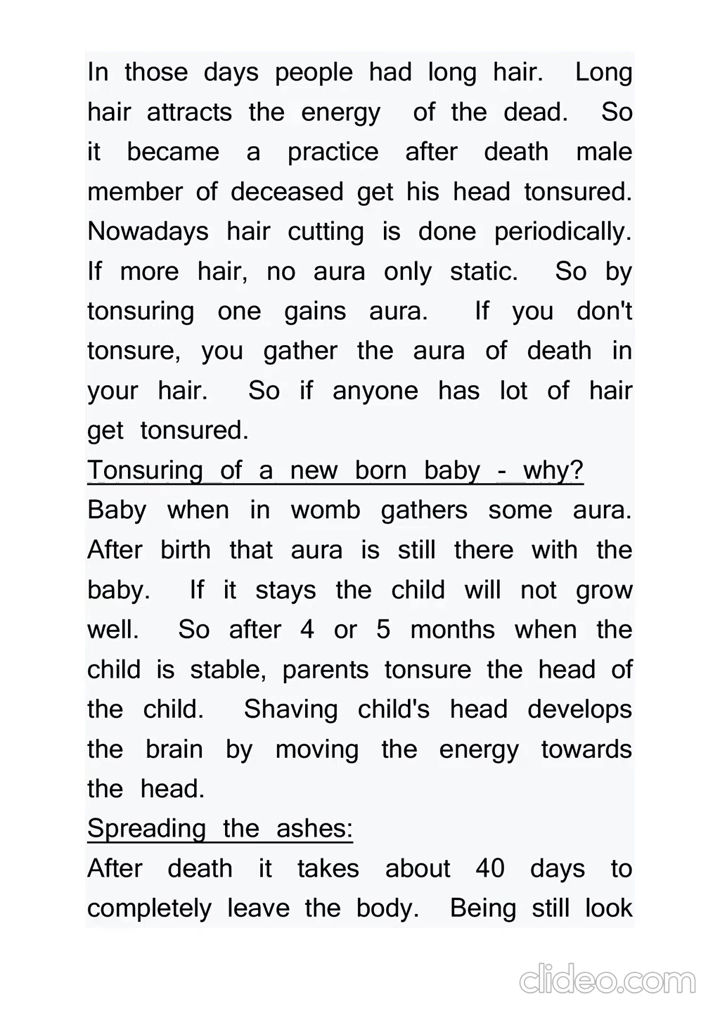 In those days people had long hair. Long
hair attracts the energy of the dead. So
it became a practice after death male
member of deceased get his head tonsured.
Nowadays hair cutting is done periodically.
If more hair, no aura only static. So by
tonsuring one gains aura. If you don't
tonsure, you gather the aura of death in
your hair. So if anyone has lot of hair
get tonsured.
Tonsuring of a new born baby - why?
Baby when in womb gathers some aura.
After birth that aura is still there with the
baby. If it stays the child will not grow
well. So after 4 or 5 months when the
child is stable, parents tonsure the head of
the child. Shaving child's head develops
the brain by moving the energy towards
the head.
Spreading the ashes:
After death it takes about 40 days to
completely leave the body. Being still look
clideo.com